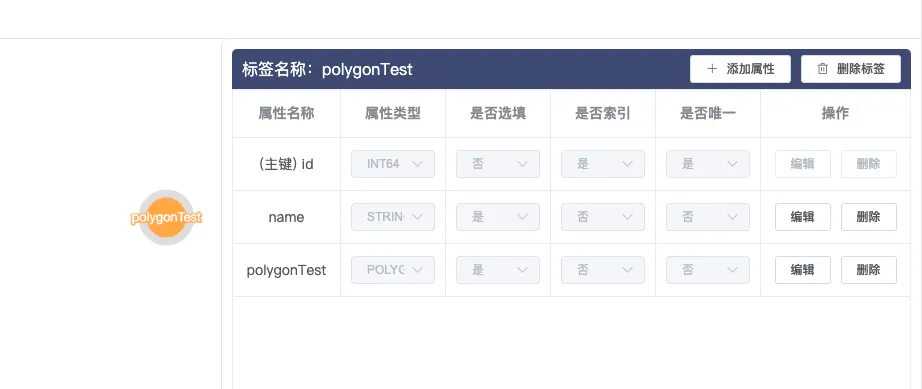 标签名称：polygonTest
添加属性
删除标签
属性名称 属性类型 是否选填 是否索引 是否唯一 操作
(主键) id INT64 否 是 是 编辑 删除
polygonTest
name STRIN 是 否 否 编辑 删除
polygonTest POLYG 是 否 否 编辑 删除